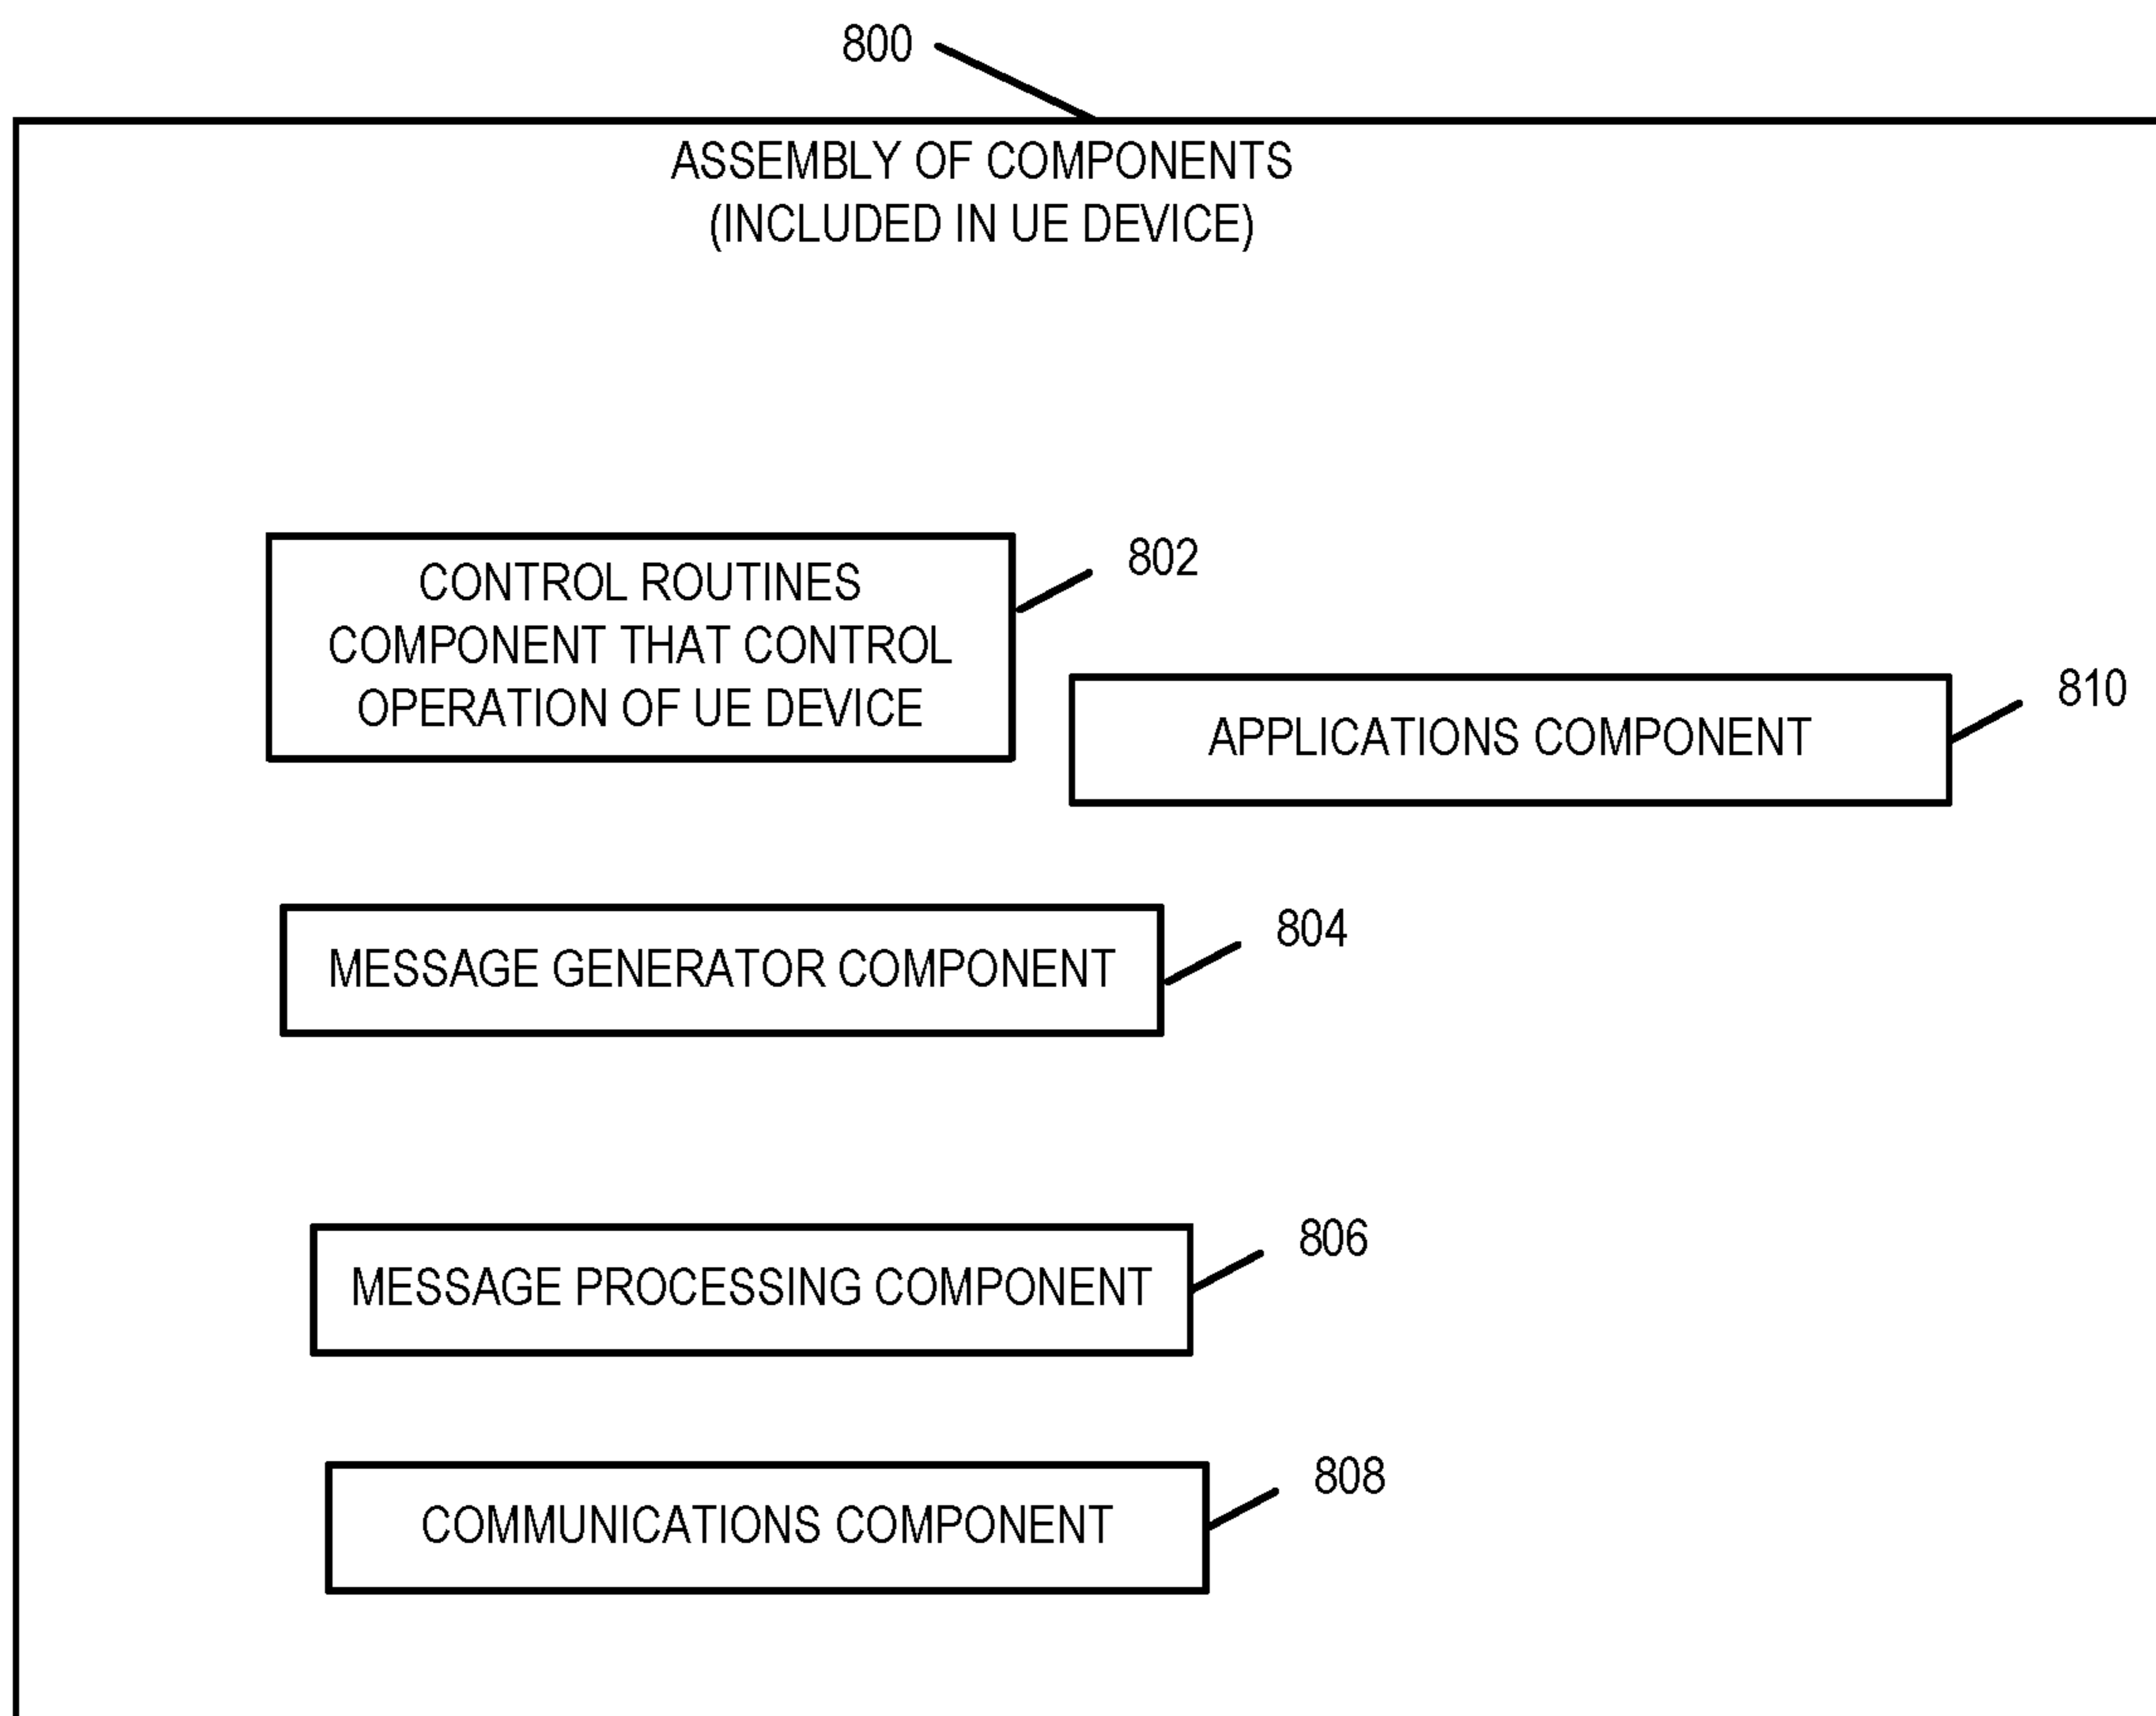 800
ASSEMBLY OF COMPONENTS
(INCLUDED IN UE DEVICE)
CONTROL ROUTINES
COMPONENT THAT CONTROL
OPERATION OF UE DEVICE
802
APPLICATIONS COMPONENT
810
MESSAGE GENERATOR COMPONENT
804
MESSAGE PROCESSING COMPONENT
806
COMMUNICATIONS COMPONENT
808